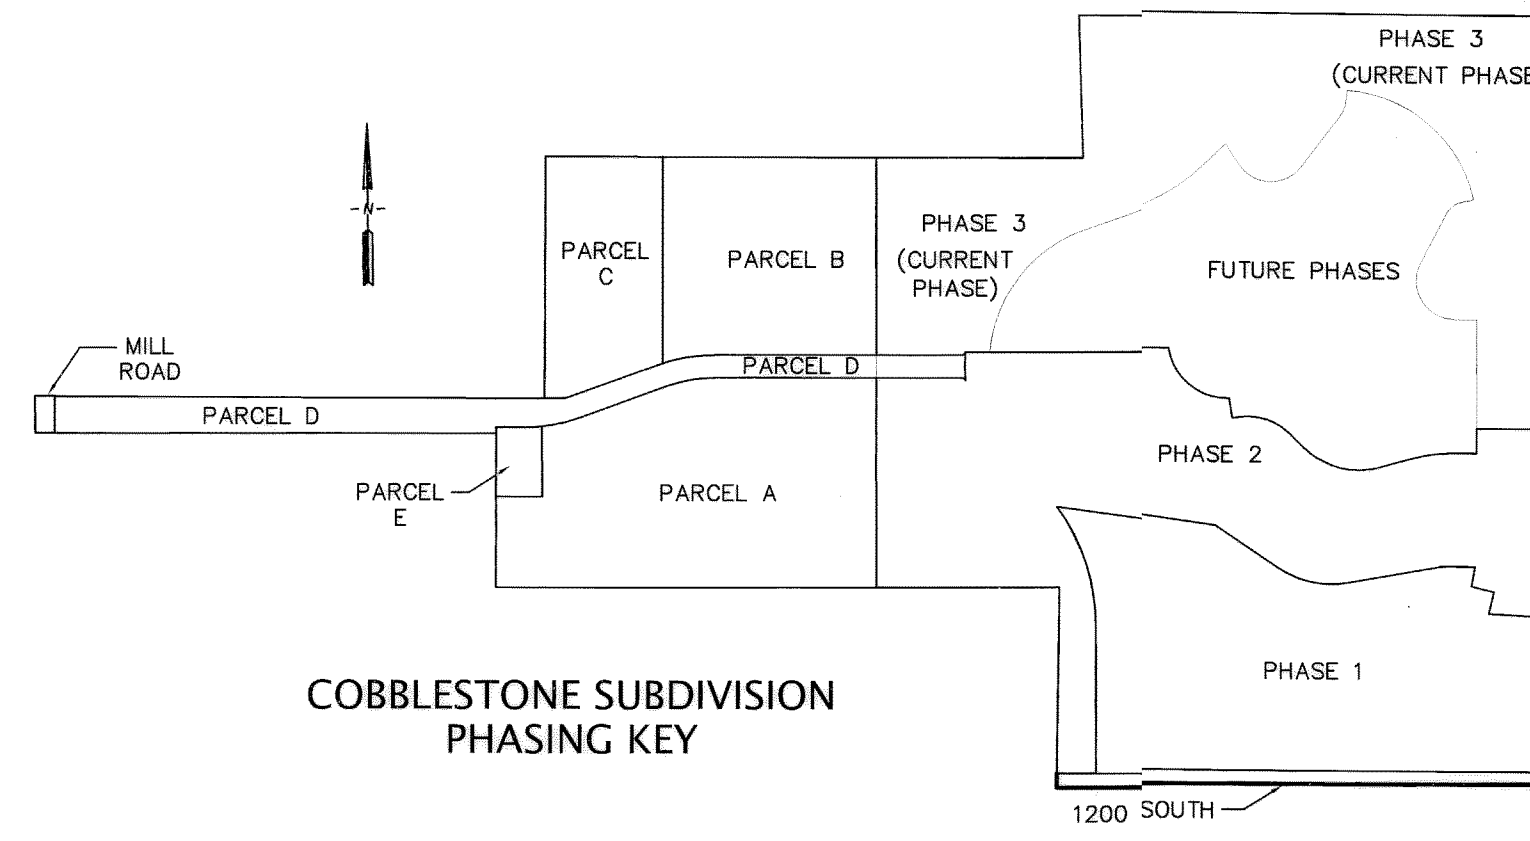 PHASE 3
(CURRENT PHASE
-N-
PHASE 3
(CURRENT
PHASE)
PARCEL
C
PARCEL B
FUTURE PHASES
MILL
ROAD
PARCEL D
PARCEL D
PHASE 2
PARCEL
E
PARCEL A
PHASE 1
COBBLESTONE SUBDIVISION
PHASING KEY
1200 SOUTH